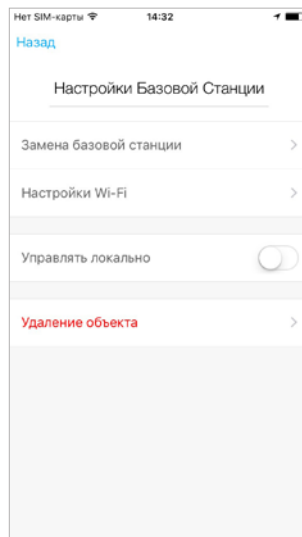 Нет SIM-карты 14:32
Назад
Настройки Базовой Станции
Замена базовой станции
Настройки Wi-Fi
Управлять локально
Удаление объекта